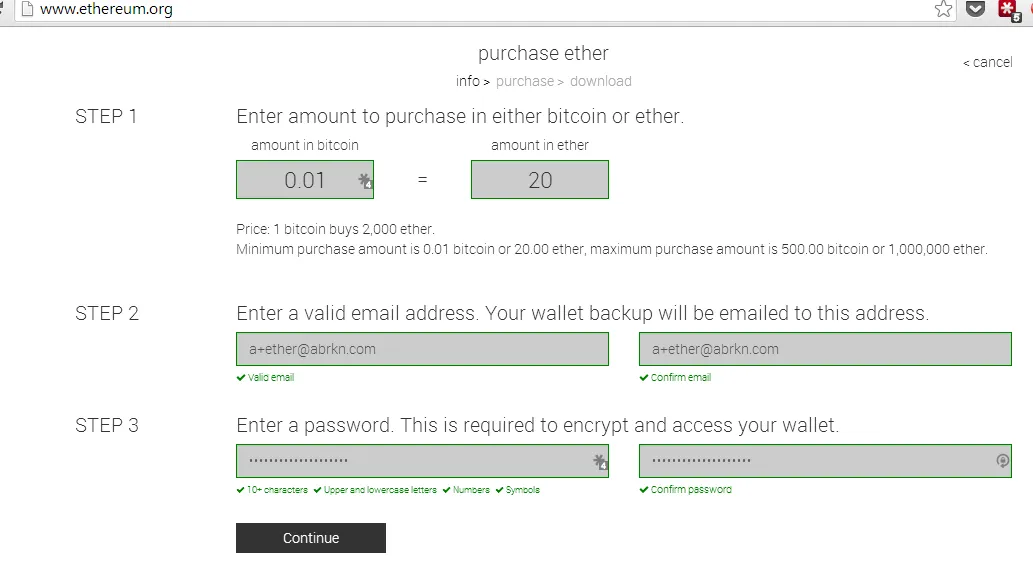 www.ethereum.org
5
purchase ether
info > purchase > download
< cancel
STEP 1
Enter amount to purchase in either bitcoin or ether.
amount in bitcoin
amount in ether
0.01
4
=
20
Price: 1 bitcoin buys 2,000 ether.
Minimum purchase amount is 0.01 bitcoin or 20.00 ether, maximum purchase amount is 500.00 bitcoin or 1,000,000 ether.
STEP 2
Enter a valid email address. Your wallet backup will be emailed to this address.
a+ether@abrkn.com
a+ether@abrkn.com
✔ Valid email
✔ Confirm email
STEP 3
Enter a password. This is required to encrypt and access your wallet.
••••••••••••••••••••
4
••••••••••••••••••••
✔ 10+ characters ✔ Upper and lowercase letters ✔ Numbers ✔ Symbols
✔ Confirm password
Continue